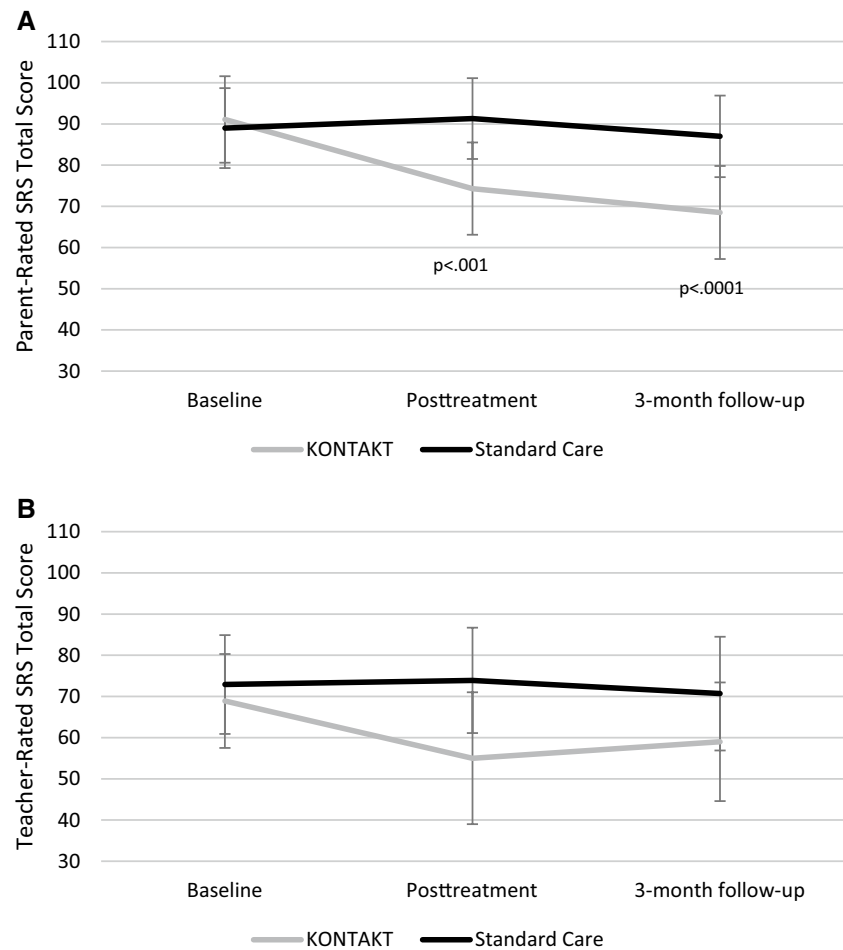 A
Parent-Rated SRS Total Score
110
100
90
80
70
60
50
40
30
p<.001
p<.0001
Baseline Posttreatment 3-month follow-up
KONTAKT Standard Care
B
Teacher-Rated SRS Total Score
110
100
90
80
70
60
50
40
30
Baseline Posttreatment 3-month follow-up
KONTAKT Standard Care